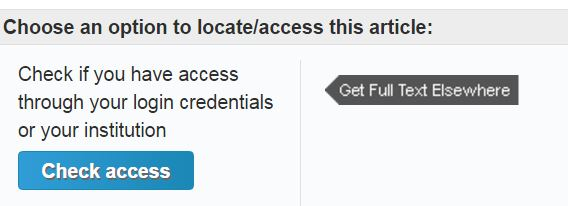 Choose an option to locate/access this article:
Check if you have access
through your login credentials
or your institution
Check access
Get Full Text Elsewhere